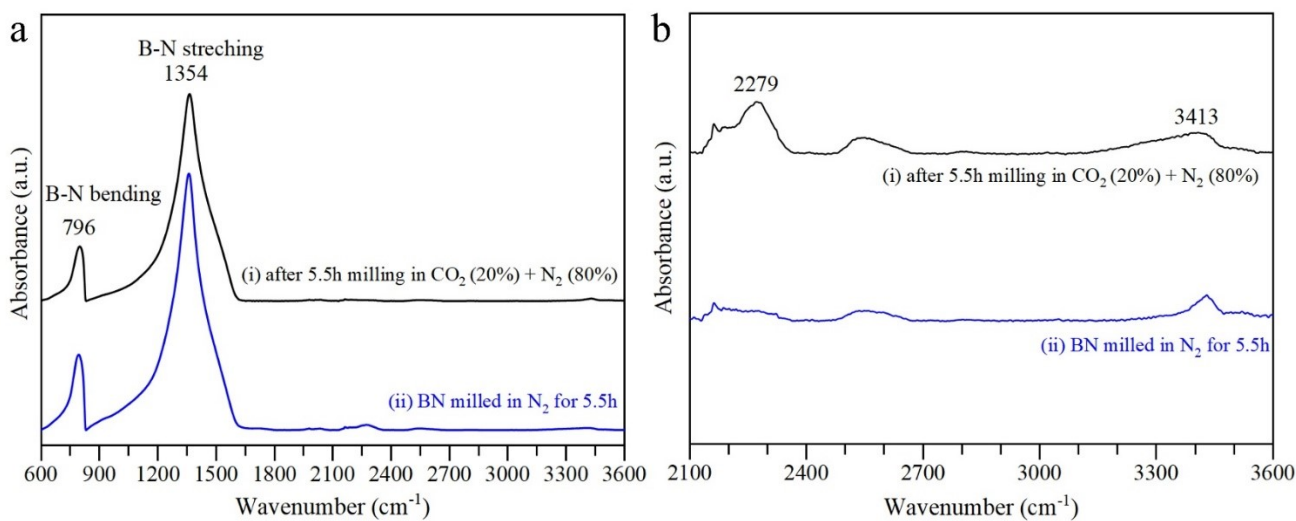 a
B-N streching
1354
B-N bending
796
(i) after 5.5h milling in CO₂ (20%) + N₂ (80%)
(ii) BN milled in N₂ for 5.5h
Absorbance (a.u.)
600 900 1200 1500 1800 2100 2400 2700 3000 3300 3600
Wavenumber (cm⁻¹)
b
2279
3413
(i) after 5.5h milling in CO₂ (20%) + N₂ (80%)
(ii) BN milled in N₂ for 5.5h
Absorbance (a.u.)
2100 2400 2700 3000 3300 3600
Wavenumber (cm⁻¹)